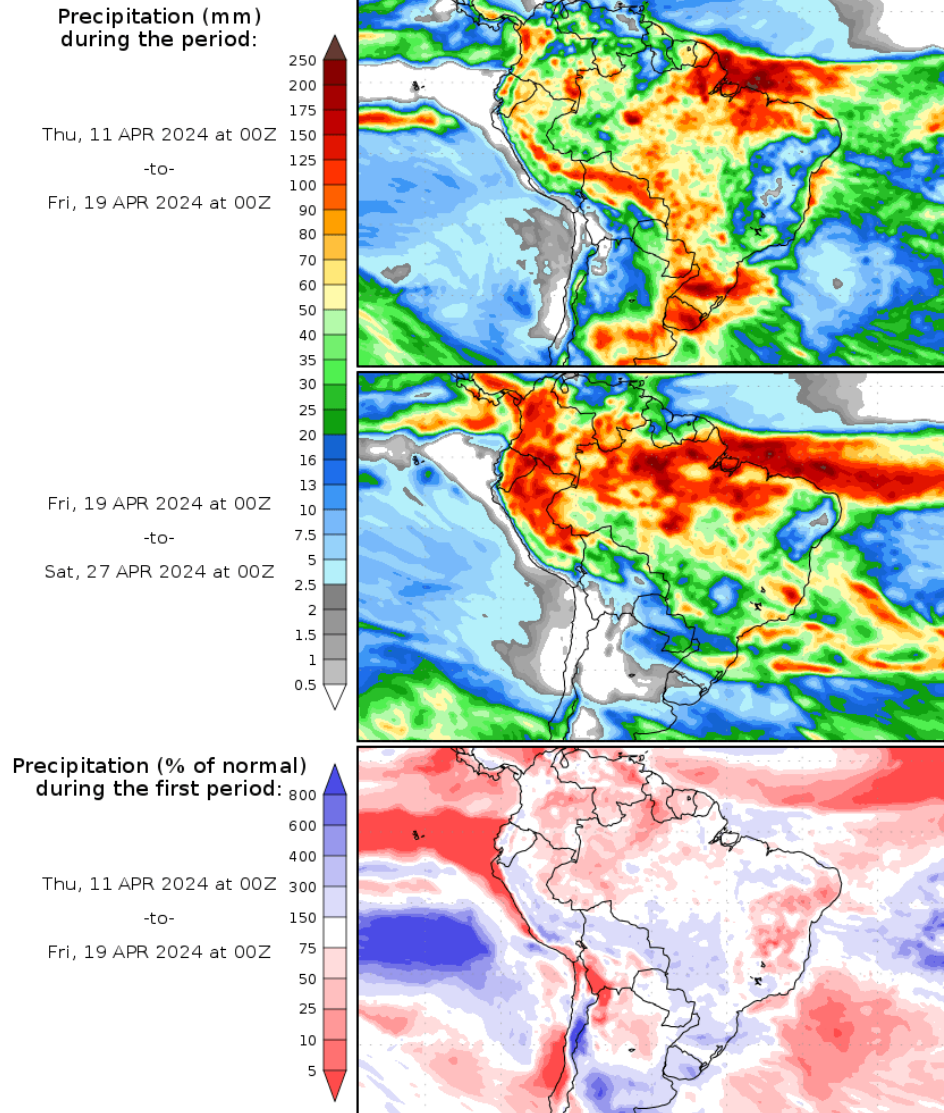 Precipitation (mm)
during the period:
250
200
175
150
125
100
90
80
70
60
50
40
35
30
25
20
16
13
10
7.5
5
2.5
2
1.5
1
0.5
Thu, 11 APR 2024 at 00Z
-to-
Fri, 19 APR 2024 at 00Z
Fri, 19 APR 2024 at 00Z
-to-
Sat, 27 APR 2024 at 00Z
Precipitation (% of normal)
during the first period:
800
600
400
300
150
75
50
25
10
5
Thu, 11 APR 2024 at 00Z
-to-
Fri, 19 APR 2024 at 00Z